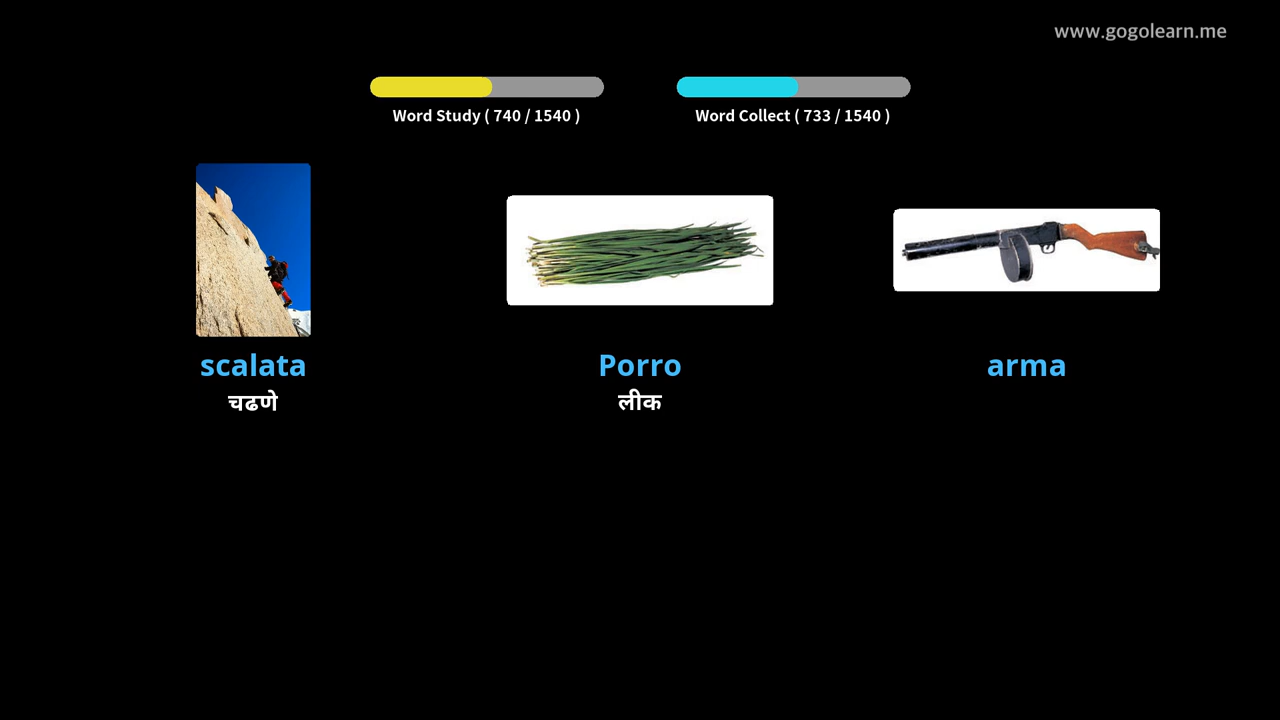 www.gogolearn.me
Word Study ( 740 / 1540 )
Word Collect ( 733 / 1540 )
scalata
चढणे
Porro
लीक
arma